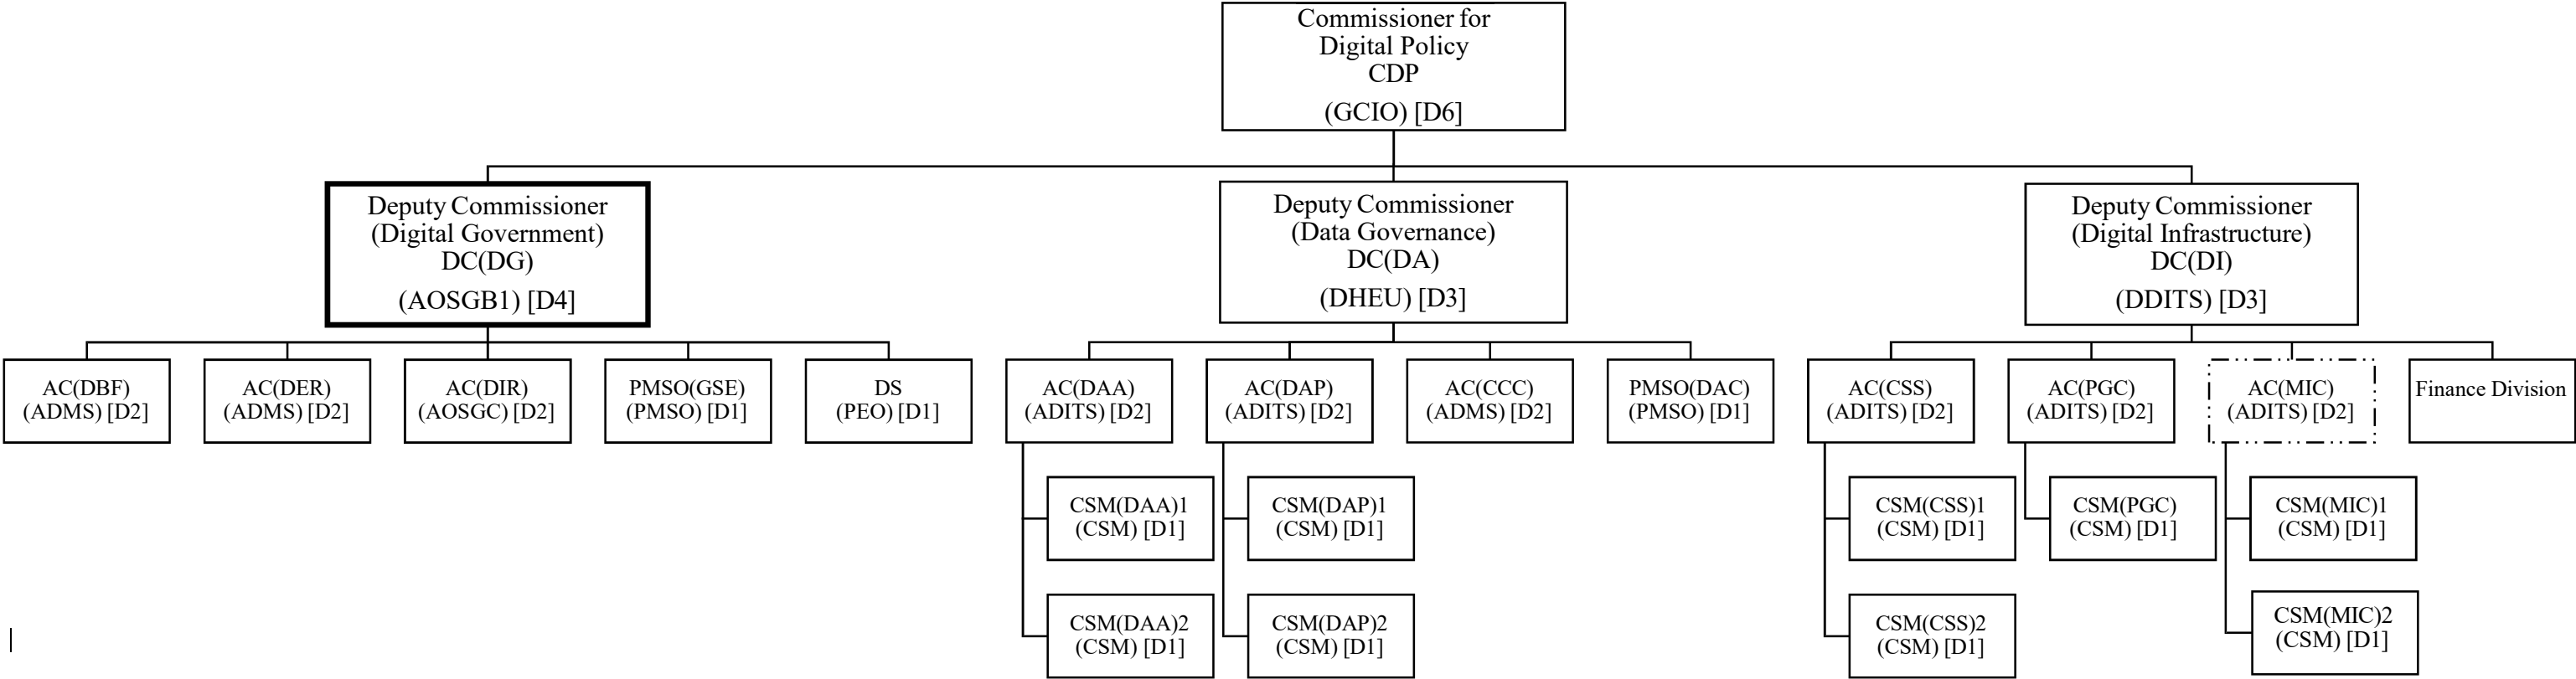 Commissioner for
Digital Policy
CDP
(GCIO) [D6]
Deputy Commissioner
(Digital Government)
DC(DG)
(AOSGB1) [D4]
Deputy Commissioner
(Data Governance)
DC(DA)
(DHEU) [D3]
Deputy Commissioner
(Digital Infrastructure)
DC(DI)
(DDITS) [D3]
AC(DBF)
(ADMS) [D2]
AC(DER)
(ADMS) [D2]
AC(DIR)
(AOSGC) [D2]
PMSO(GSE)
(PMSO) [D1]
DS
(PEO) [D1]
AC(DAA)
(ADITS) [D2]
AC(DAP)
(ADITS) [D2]
AC(CCC)
(ADMS) [D2]
PMSO(DAC)
(PMSO) [D1]
AC(CSS)
(ADITS) [D2]
AC(PGC)
(ADITS) [D2]
AC(MIC)
(ADITS) [D2]
Finance Division
CSM(DAA)1
(CSM) [D1]
CSM(DAP)1
(CSM) [D1]
CSM(CSS)1
(CSM) [D1]
CSM(PGC)
(CSM) [D1]
CSM(MIC)1
(CSM) [D1]
CSM(DAA)2
(CSM) [D1]
CSM(DAP)2
(CSM) [D1]
CSM(CSS)2
(CSM) [D1]
CSM(MIC)2
(CSM) [D1]